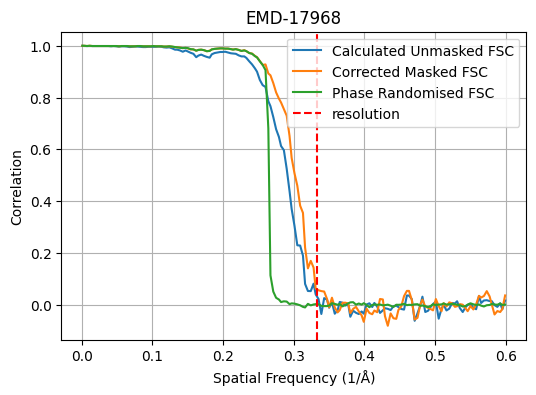 EMD-17968
Calculated Unmasked FSC
Corrected Masked FSC
Phase Randomised FSC
resolution
Correlation
1.0
0.8
0.6
0.4
0.2
0.0
0.0 0.1 0.2 0.3 0.4 0.5 0.6
Spatial Frequency (1/Å)